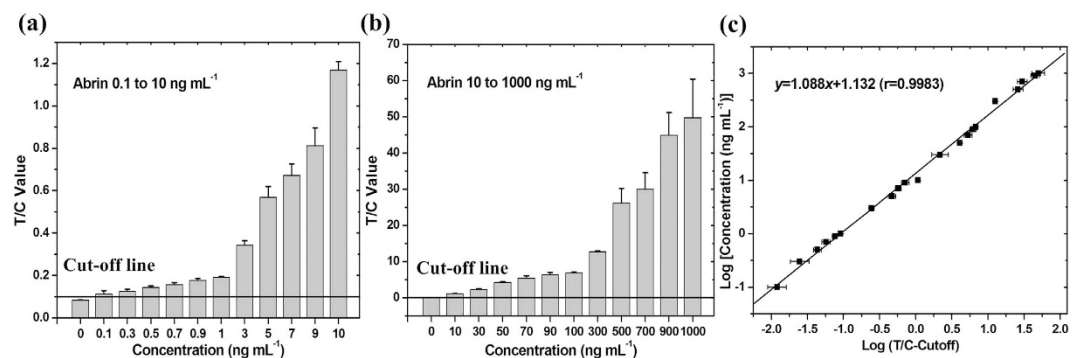 (a)
T/C Value
1.2
1.0
0.8
0.6
0.4
0.2
0.0
Abrin 0.1 to 10 ng mL⁻¹
Cut-off line
0 0.1 0.3 0.5 0.7 0.9 1 3 5 7 9 10
Concentration (ng mL⁻¹)
(b)
T/C Value
70
60
50
40
30
20
10
0
Abrin 10 to 1000 ng mL⁻¹
Cut-off line
0 10 30 50 70 90 100 300 500 700 900 1000
Concentration (ng mL⁻¹)
(c)
Log [Concentration (ng mL⁻¹)]
3
2
1
0
-1
y=1.088x+1.132 (r=0.9983)
-2.0 -1.5 -1.0 -0.5 0.0 0.5 1.0 1.5 2.0
Log (T/C-Cutoff)